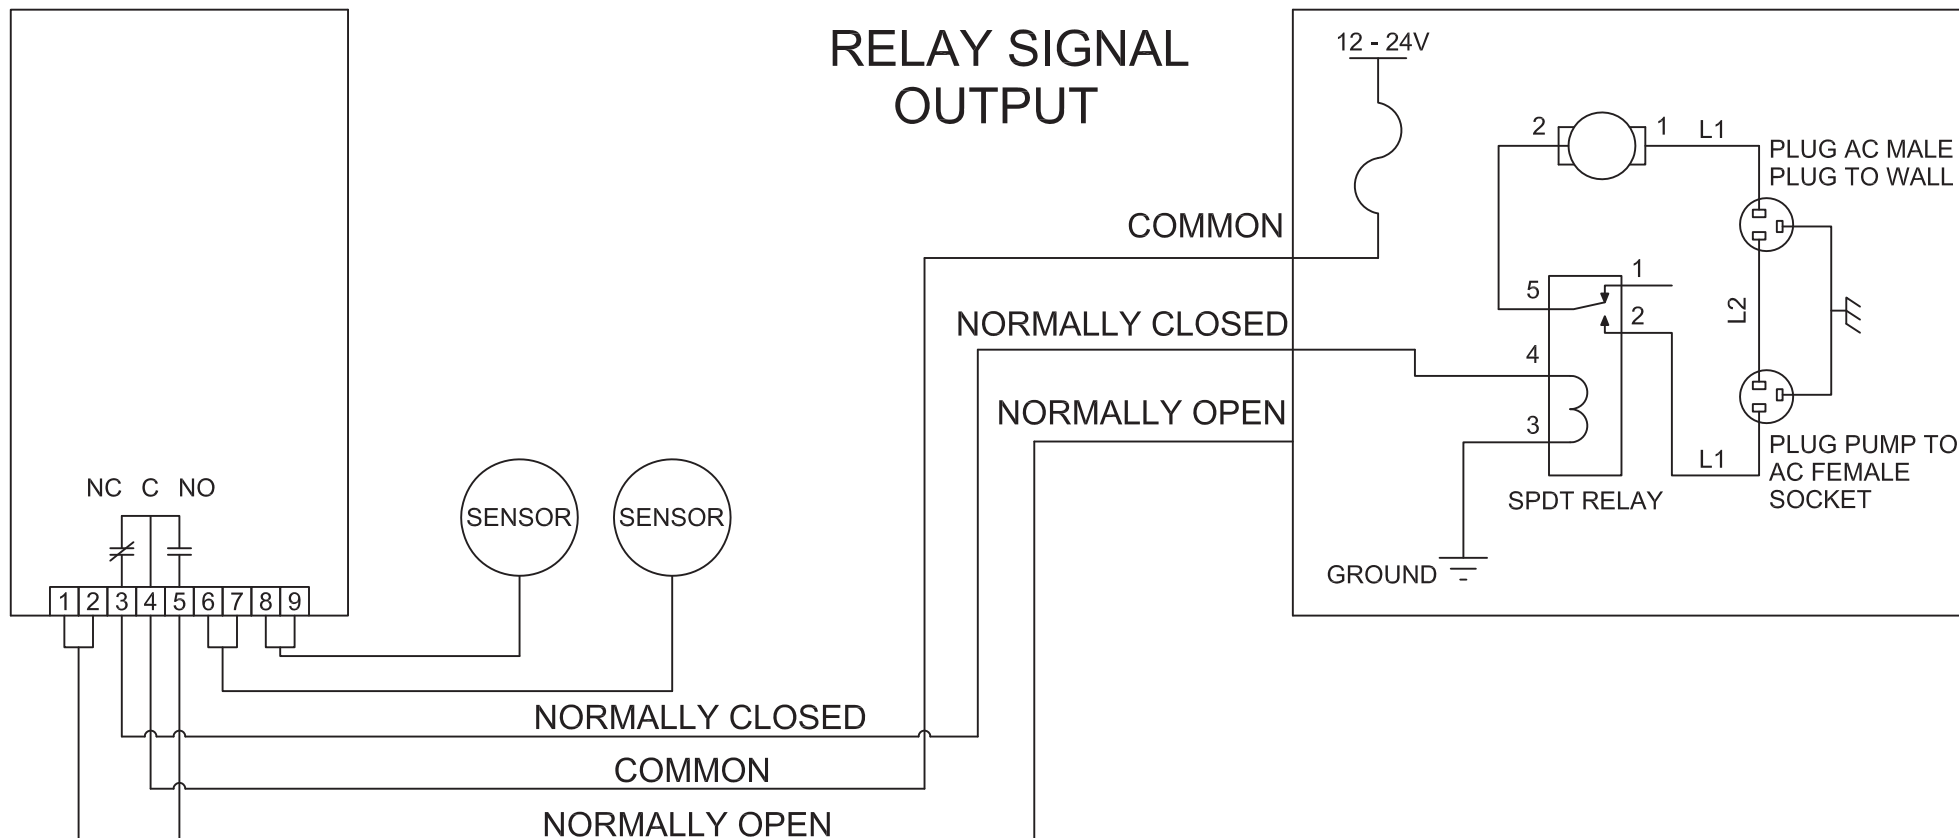 RELAY SIGNAL
OUTPUT
12 - 24V
2
1
L1
PLUG AC MALE
PLUG TO WALL
COMMON
1
5
2
L2
NORMALLY CLOSED
4
NORMALLY OPEN
3
PLUG PUMP TO
AC FEMALE
SOCKET
L1
SPDT RELAY
GROUND
NC C NO
SENSOR
SENSOR
1 2 3 4 5 6 7 8 9
NORMALLY CLOSED
COMMON
NORMALLY OPEN